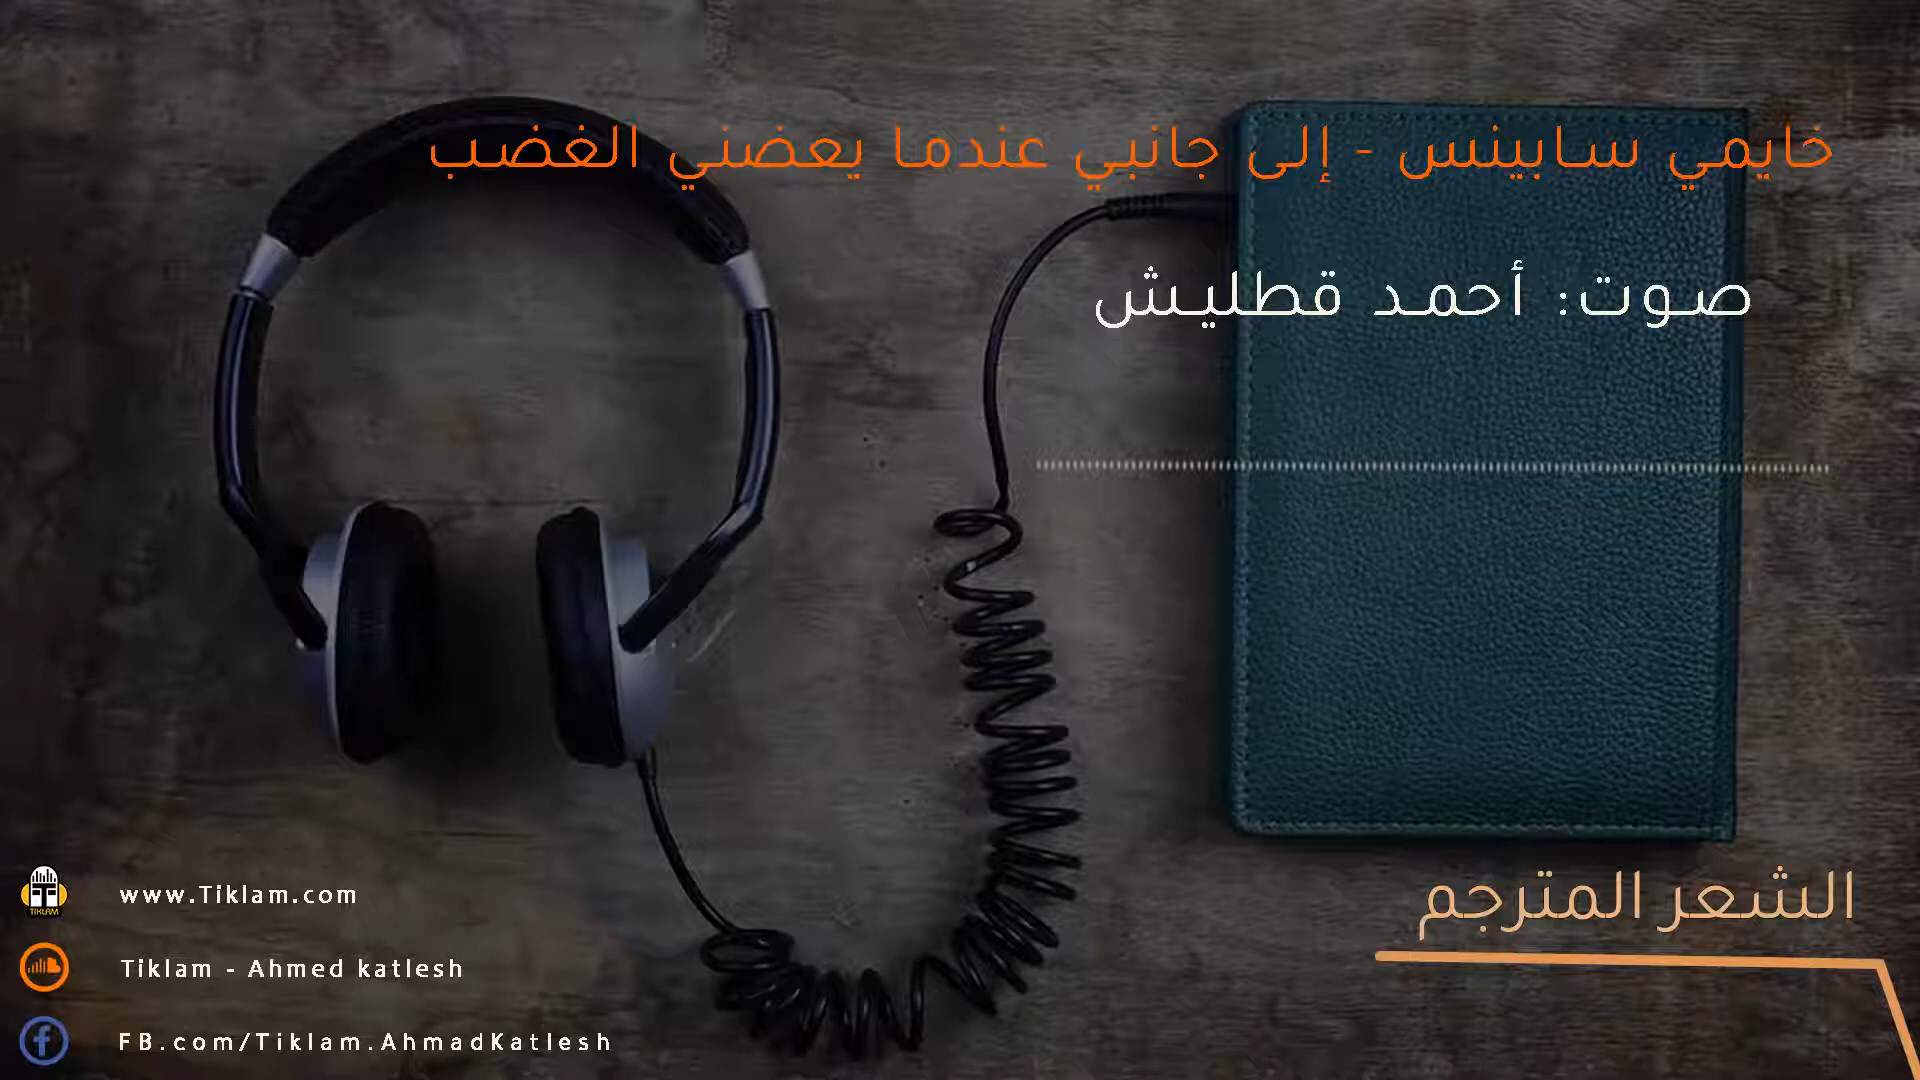 خايمي سابينس - إلى جانبي عندما يعضني الغضب
صوت: أحمد قطليش
الشعر المترجم
TIKLAM
www.Tiklam.com
Tiklam - Ahmed katlesh
FB.com/Tiklam.AhmadKatlesh